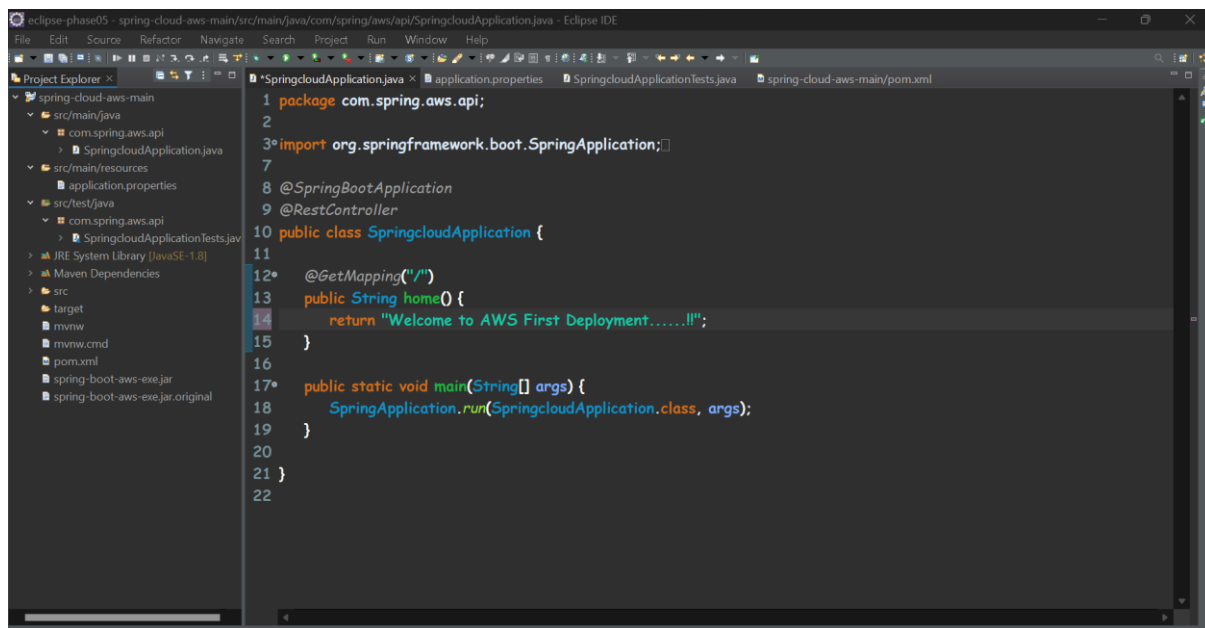 eclipse-phase05 - spring-cloud-aws-main/src/main/java/com/spring/aws/api/SpringcloudApplication.java - Eclipse IDE
File Edit Source Refactor Navigate Search Project Run Window Help
Project Explorer
*SpringcloudApplication.java application.properties SpringcloudApplicationTests.java spring-cloud-aws-main/pom.xml
spring-cloud-aws-main
src/main/java
com.spring.aws.api
SpringcloudApplication.java
src/main/resources
application.properties
src/test/java
com.spring.aws.api
SpringcloudApplicationTests.jav
JRE System Library [JavaSE-1.8]
Maven Dependencies
src
target
mvnw
mvnw.cmd
pom.xml
spring-boot-aws-exe.jar
spring-boot-aws-exe.jar.original
1 package com.spring.aws.api;
2
3 import org.springframework.boot.SpringApplication;
7
8 @SpringBootApplication
9 @RestController
10 public class SpringcloudApplication {
11
12 @GetMapping("/")
13 public String home() {
14 return "Welcome to AWS First Deployment......!!";
15 }
16
17 public static void main(String[] args) {
18 SpringApplication.run(SpringcloudApplication.class, args);
19 }
20
21 }
22